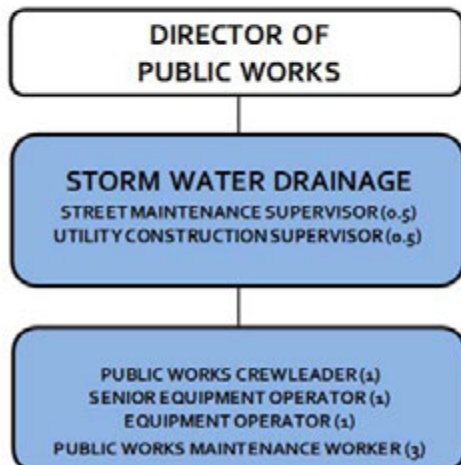 DIRECTOR OF
PUBLIC WORKS
STORM WATER DRAINAGE
STREET MAINTENANCE SUPERVISOR (0.5)
UTILITY CONSTRUCTION SUPERVISOR (0.5)
PUBLIC WORKS CREWLEADER (1)
SENIOR EQUIPMENT OPERATOR (1)
EQUIPMENT OPERATOR (1)
PUBLIC WORKS MAINTENANCE WORKER (3)